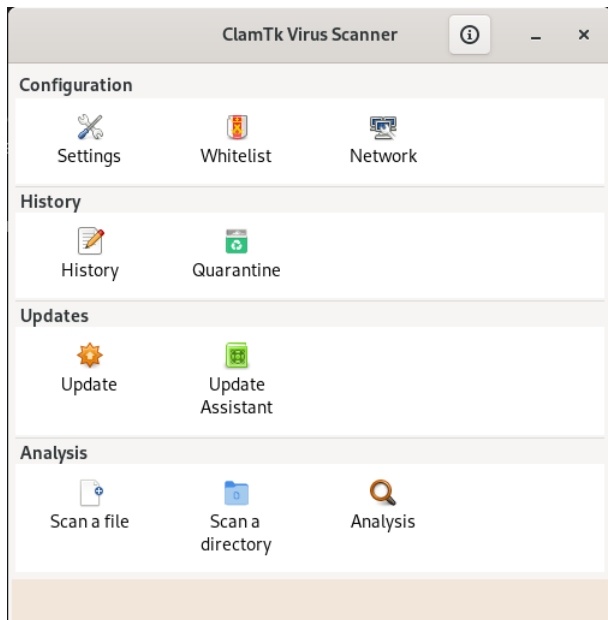 ClamTk Virus Scanner
Configuration
Settings
Whitelist
Network
History
History
Quarantine
Updates
Update
Update
Assistant
Analysis
Scan a file
Scan a
directory
Analysis